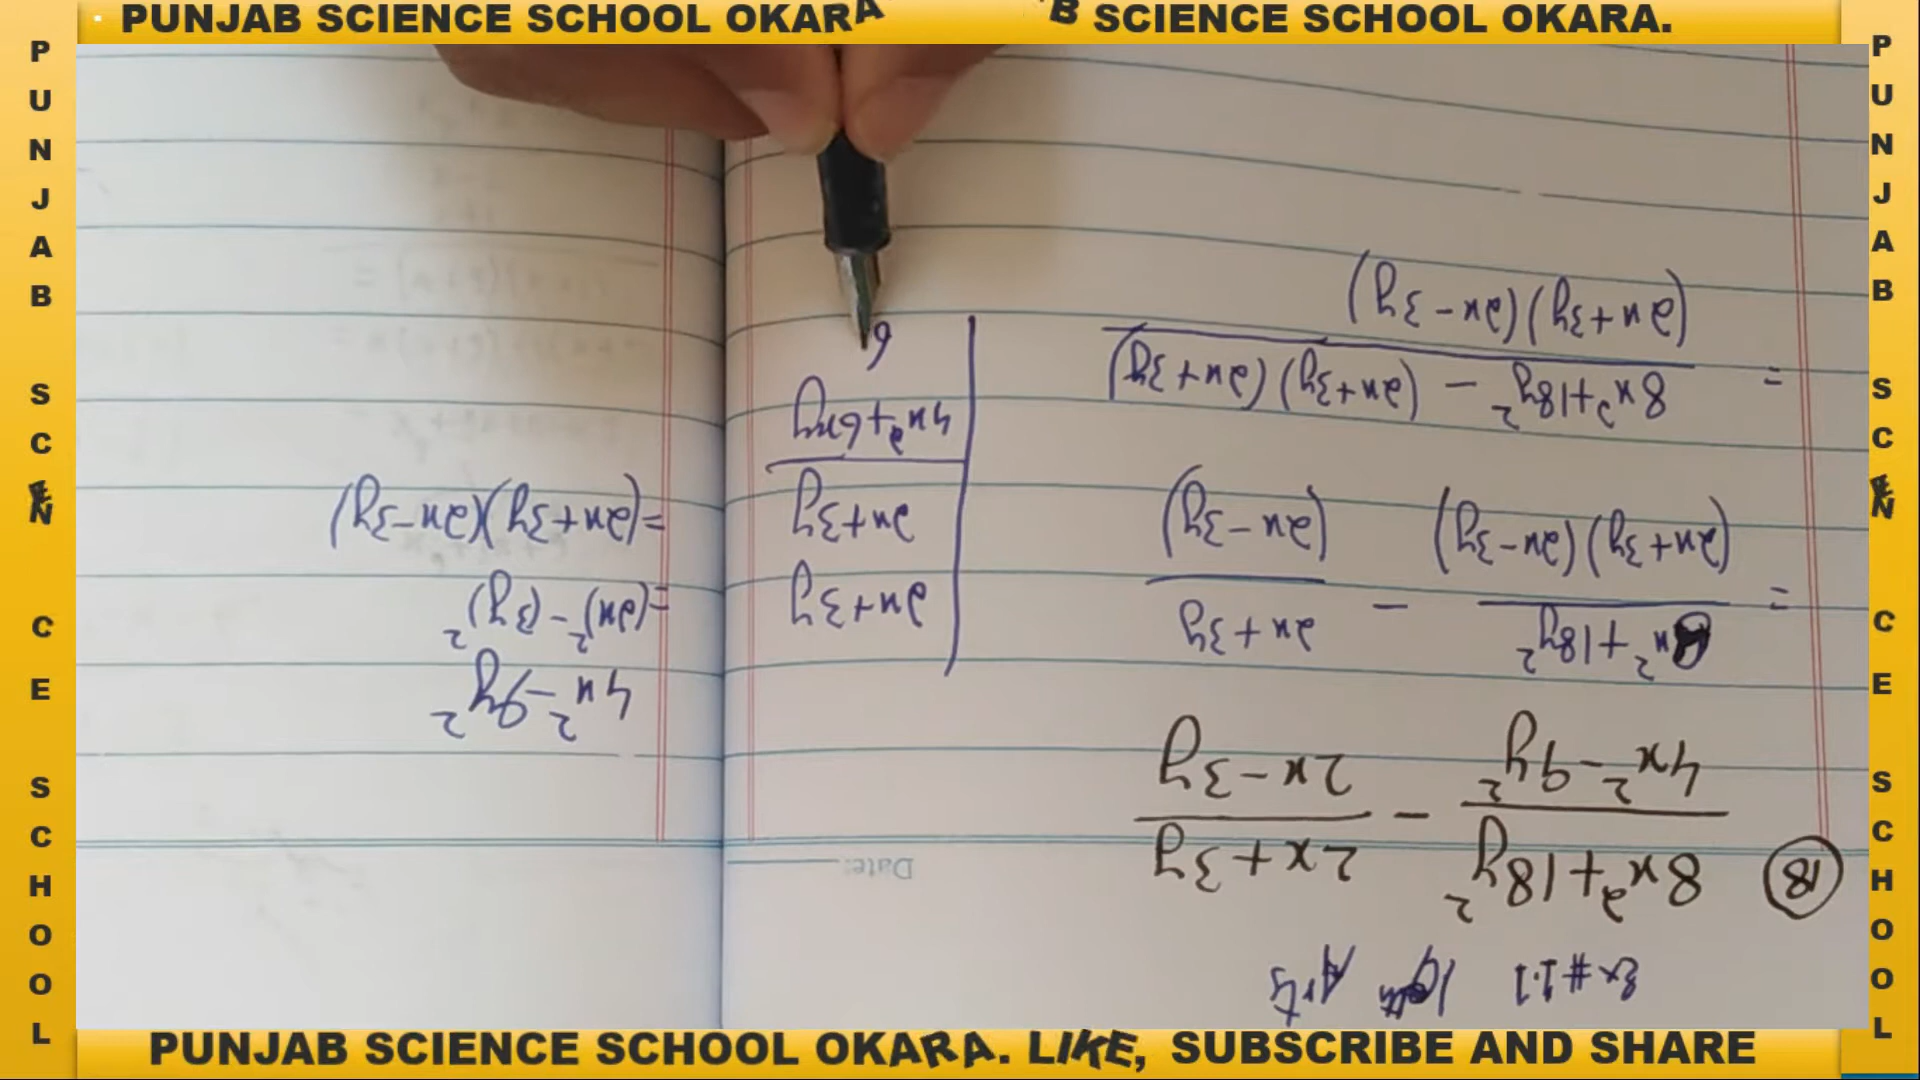 PUNJAB SCIENCE SCHOOL OKARA
SCIENCE SCHOOL OKARA.
PUNJAB SCIENCE SCHOOL
PUNJAB SCIENCE SCHOOL
Ex # 1.1 Arts
(18) 8x²+18y² / 4x²-9y² - 2x+3y / 2x-3y
= x²+18y² / (2x+3y)(2x-3y) - 2x+3y / (2x-3y)
= 8x²+18y² - (2x+3y)(2x+3y) / (2x+3y)(2x-3y)
2x+3y
2x+3y
4x²+6xy
6
4x²-9y²
=(2x)²-(3y)²
=(2x+3y)(2x-3y)
Date:
PUNJAB SCIENCE SCHOOL OKARA. LIKE, SUBSCRIBE AND SHARE